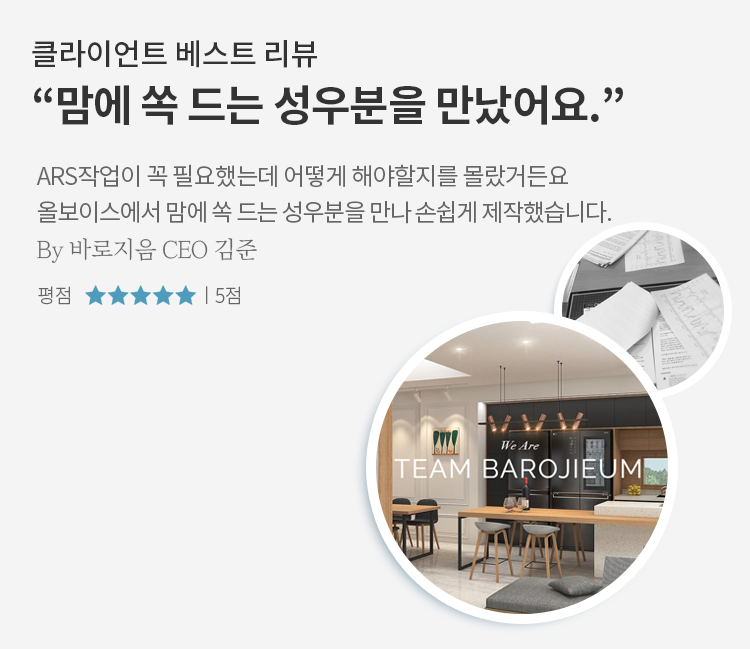 클라이언트 베스트 리뷰
“맘에 쏙 드는 성우분을 만났어요.”
ARS작업이 꼭 필요했는데 어떻게 해야할지를 몰랐거든요
올보이스에서 맘에 쏙 드는 성우분을 만나 손쉽게 제작했습니다.
By 바로지음 CEO 김준
평점 ★★★★★ | 5점
We Are
TEAM BAROJIEUM